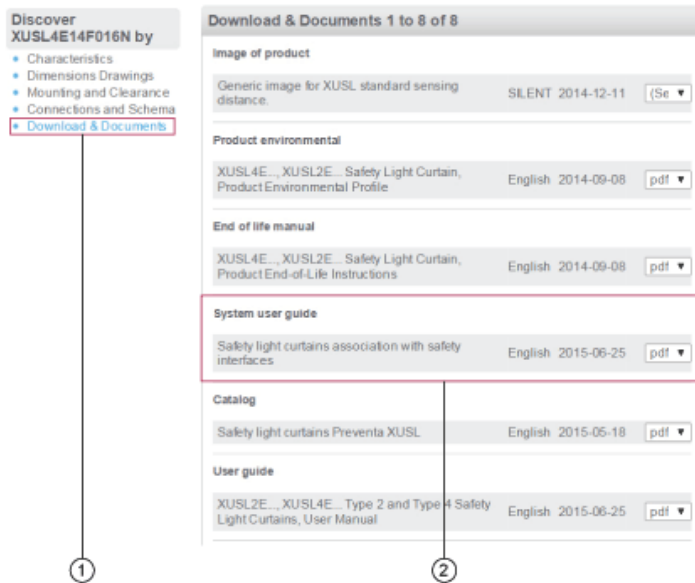 Discover
XUSL4E14F016N by
Characteristics
Dimensions Drawings
Mounting and Clearance
Connections and Schema
Download & Documents
Download & Documents 1 to 8 of 8
Image of product
Generic image for XUSL standard sensing
distance.
SILENT 2014-12-11 (Se
Product environmental
XUSL4E..., XUSL2E... Safety Light Curtain,
Product Environmental Profile
English 2014-09-08 pdf
End of life manual
XUSL4E..., XUSL2E... Safety Light Curtain,
Product End-of-Life Instructions
English 2014-09-08 pdf
System user guide
Safety light curtains association with safety
interfaces
English 2015-06-25 pdf
Catalog
Safety light curtains Preventa XUSL
English 2015-05-18 pdf
User guide
XUSL2E..., XUSL4E... Type 2 and Type 4 Safety
Light Curtains, User Manual
English 2015-06-25 pdf
1
2